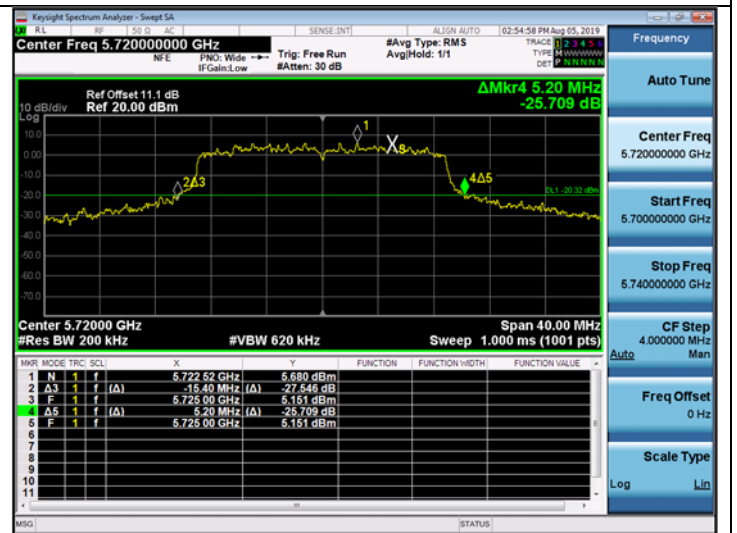 Keysight Spectrum Analyzer - Swept SA
RL RF 50 Ω AC SENSE:INT ALIGN AUTO 02:54:58 PM Aug 05, 2019
Center Freq 5.720000000 GHz
#Avg Type: RMS
TRACE 1 2 3 4 5 6
Frequency
NFE PNO: Wide Trig: Free Run Avg|Hold: 1/1
TYPE M W W W W W
IFGain:Low #Atten: 30 dB
DET P N N N N N
Auto Tune
ΔMkr4 5.20 MHz
Ref Offset 11.1 dB
10 dB/div Ref 20.00 dBm
-25.709 dB
Log
10.0
0.00
-10.0
-20.0
-30.0
-40.0
-50.0
-60.0
-70.0
1
2Δ3
4Δ5
DL1 -20.32 dBm
Center Freq
5.720000000 GHz
Start Freq
5.700000000 GHz
Stop Freq
5.740000000 GHz
Center 5.72000 GHz Span 40.00 MHz
#Res BW 200 kHz #VBW 620 kHz Sweep 1.000 ms (1001 pts)
CF Step
4.000000 MHz
Auto Man
MKR MODE TRC SCL X Y FUNCTION FUNCTION WIDTH FUNCTION VALUE
1 N 1 f 5.722 52 GHz 5.680 dBm
2 Δ3 1 f (Δ) -15.40 MHz (Δ) -27.546 dB
3 F 1 f 5.725 00 GHz 5.151 dBm
4 Δ5 1 f (Δ) 5.20 MHz (Δ) -25.709 dB
5 F 1 f 5.725 00 GHz 5.151 dBm
6
7
8
9
10
11
Freq Offset
0 Hz
Scale Type
Log Lin
MSG STATUS